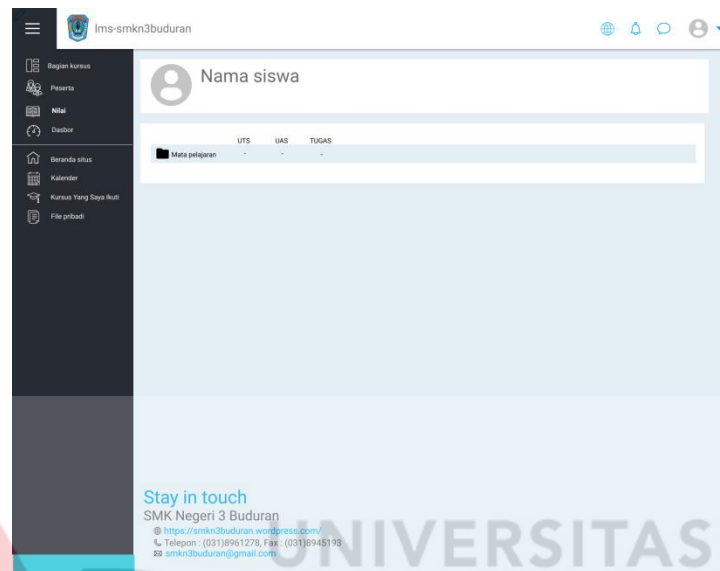 lms-smkn3buduran
Bagian kursus
Peserta
Nilai
Dasbor
Beranda situs
Kalender
Kursus Yang Saya Ikuti
File pribadi
Nama siswa
UTS UAS TUGAS
Mata pelajaran - - -
Stay in touch
SMK Negeri 3 Buduran
https://smkn3buduran.wordpress.com/
Telepon : (031)8961278, Fax : (031)8945193
smkn3buduran@gmail.com
UNIVERSITAS